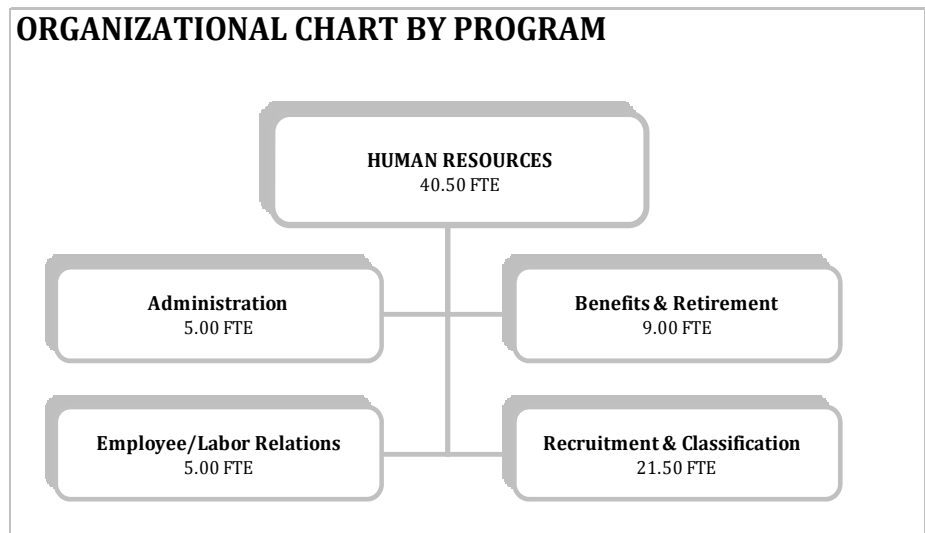 ORGANIZATIONAL CHART BY PROGRAM
HUMAN RESOURCES
40.50 FTE
Administration
5.00 FTE
Benefits & Retirement
9.00 FTE
Employee/Labor Relations
5.00 FTE
Recruitment & Classification
21.50 FTE